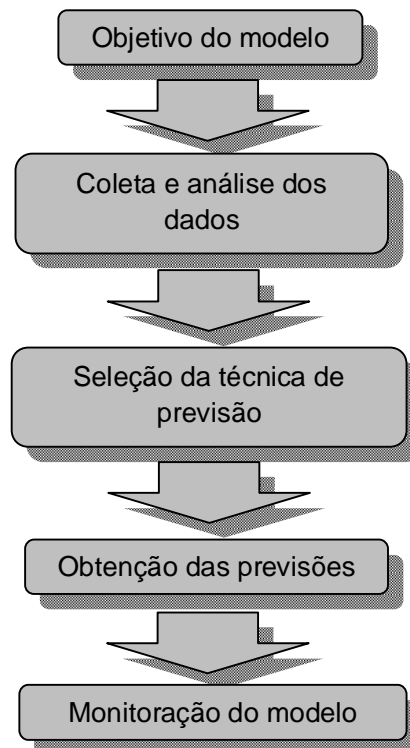 Objetivo do modelo
Coleta e análise dos
dados
Seleção da técnica de
previsão
Obtenção das previsões
Monitoração do modelo